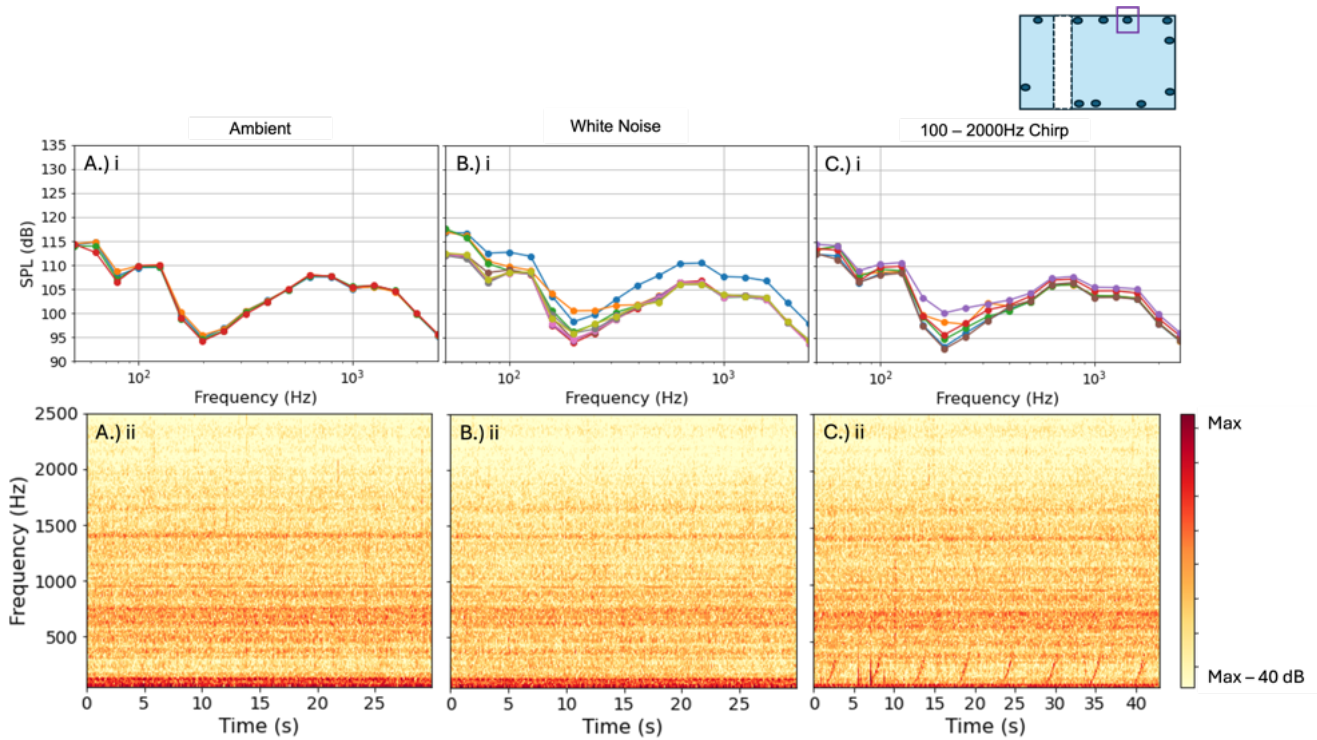 Ambient
White Noise
100 – 2000Hz Chirp
A.) i
B.) i
C.) i
SPL (dB)
135
130
125
120
115
110
105
100
95
90
10² 10³
10² 10³
10² 10³
Frequency (Hz)
Frequency (Hz)
Frequency (Hz)
A.) ii
B.) ii
C.) ii
Frequency (Hz)
2500
2000
1500
1000
500
0 5 10 15 20 25
0 5 10 15 20 25
0 5 10 15 20 25 30 35 40
Time (s)
Time (s)
Time (s)
Max
Max – 40 dB